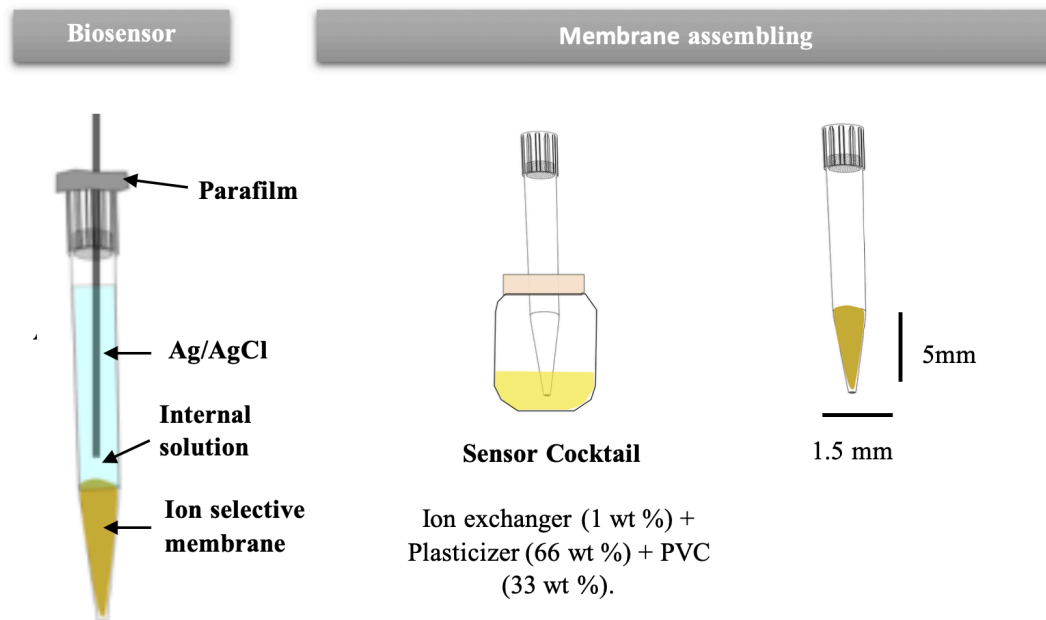 Biosensor
Membrane assembling
Parafilm
Ag/AgCl
Internal
solution
Ion selective
membrane
Sensor Cocktail
Ion exchanger (1 wt %) +
Plasticizer (66 wt %) + PVC
(33 wt %).
5mm
1.5 mm